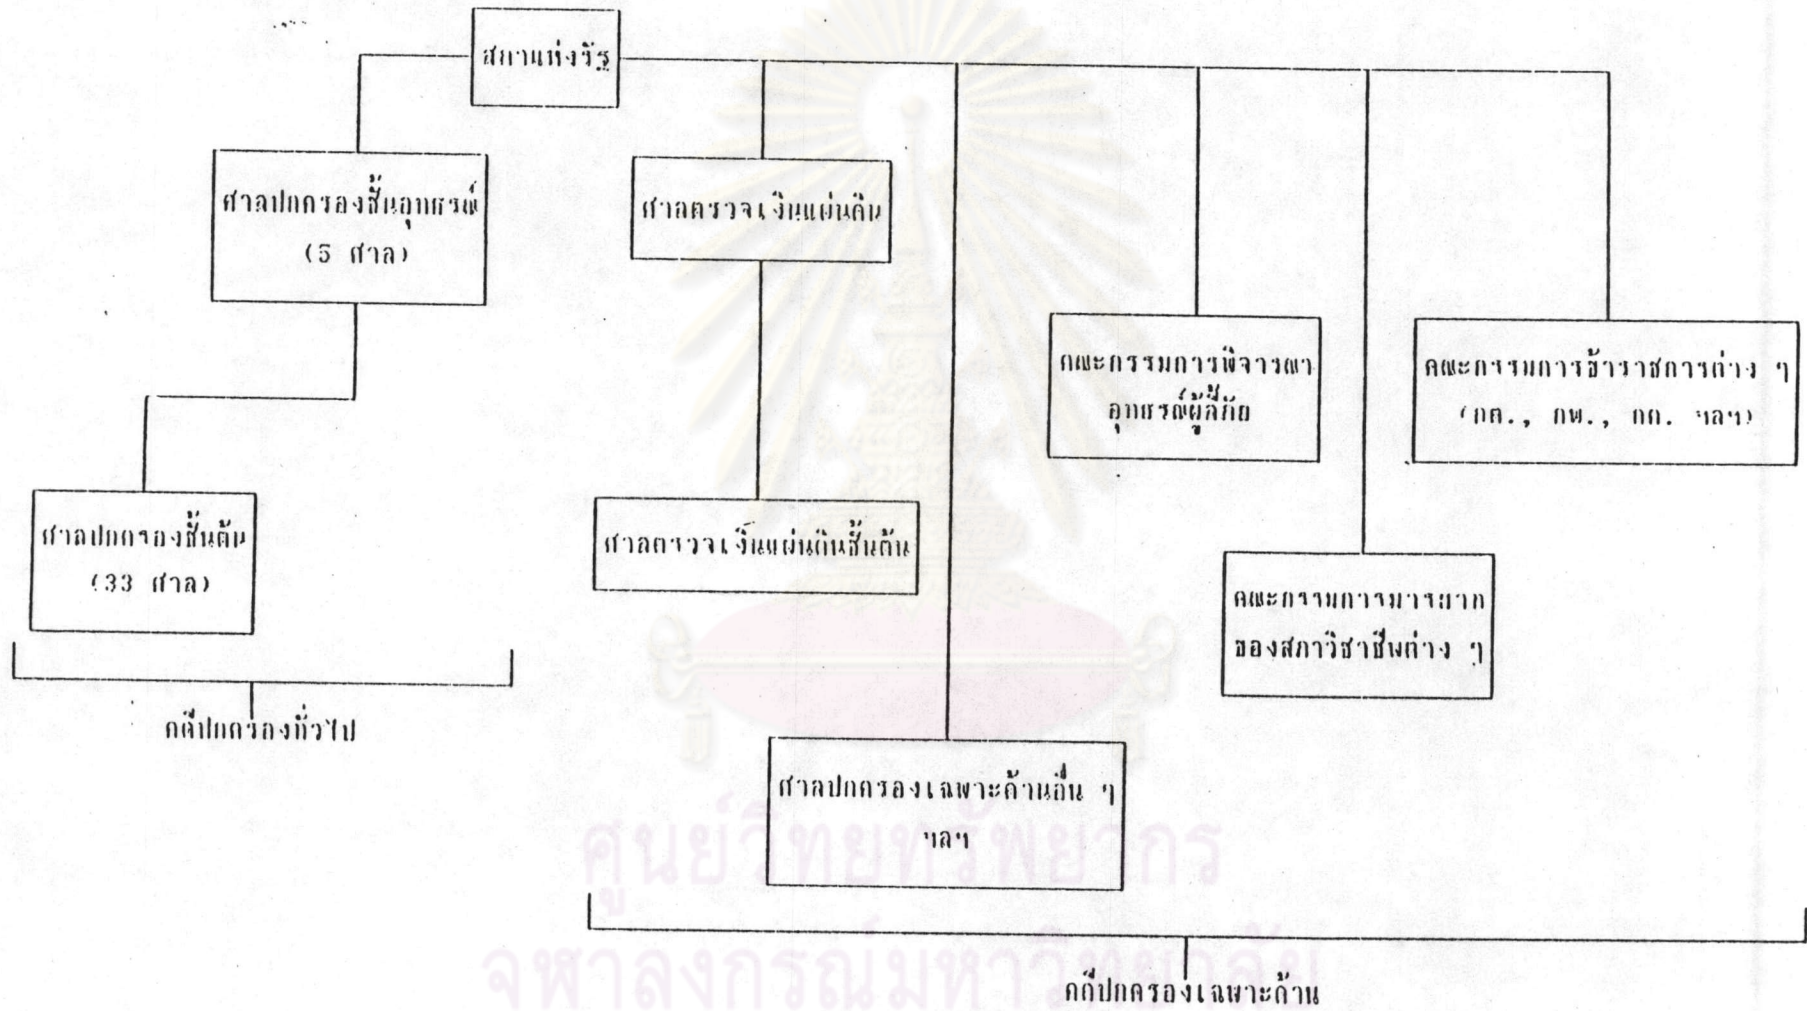 สภาแห่งรัฐ
ศาลปกครองชั้นอุทธรณ์
(5 ศาล)
ศาลตรวจเงินแผ่นดิน
คณะกรรมการพิจารณา
อุทธรณ์ผู้ลี้ภัย
คณะกรรมการข้าราชการต่าง ๆ
(กต., กพ., กค. ฯลฯ)
ศาลปกครองชั้นต้น
(33 ศาล)
ศาลตรวจเงินแผ่นดินชั้นต้น
คณะกรรมการมารยาท
ของสภาวิชาชีพต่าง ๆ
คดีปกครองทั่วไป
ศาลปกครองเฉพาะด้านอื่น ๆ
ฯลฯ
คดีปกครองเฉพาะด้าน
ศูนย์วิทยทรัพยากร
จุฬาลงกรณ์มหาวิทยาลัย